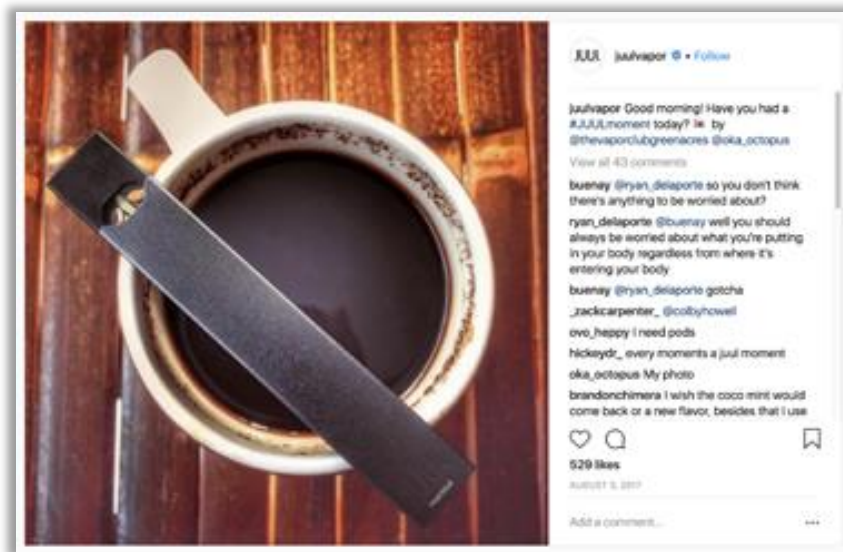 JUUL juulvapor • Follow
juulvapor Good morning! Have you had a
#JUULmoment today? by
@thevaporclubgreenacres @oka_octopus
View all 43 comments
buenay @ryan_delaporte so you don't think
there's anything to be worried about?
ryan_delaporte @buenay well you should
always be worried about what you're putting
in your body regardless from where it's
entering your body
buenay @ryan_delaporte gotcha
_zackcarpenter_ @colbyhowell
ovo_heppy I need pods
hickeydr_ every moments a juul moment
oka_octopus My photo
brandonchimera I wish the coco mint would
come back or a new flavor, besides that I use
529 likes
AUGUST 5, 2017
Add a comment...